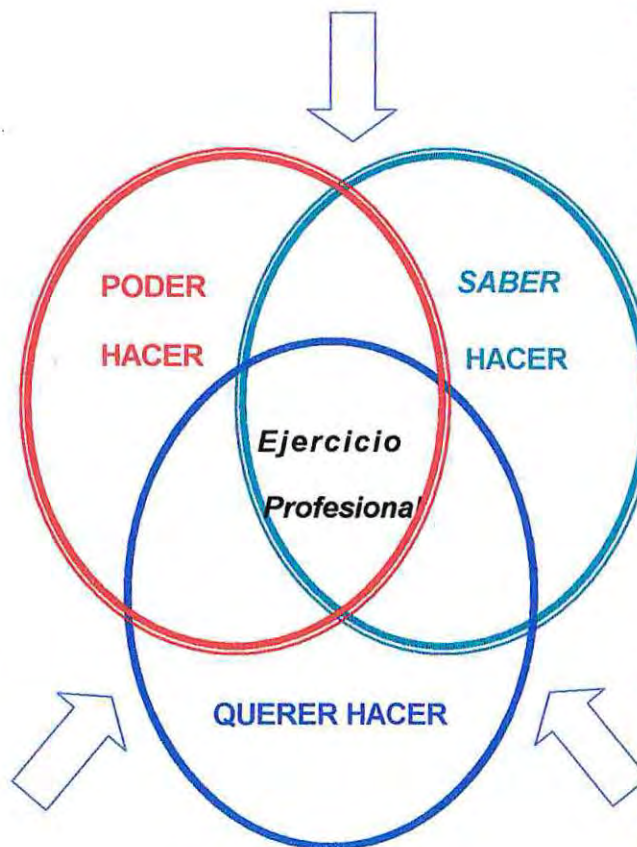 PODER
HACER
SABER
HACER
Ejercicio
Profesional
QUERER HACER